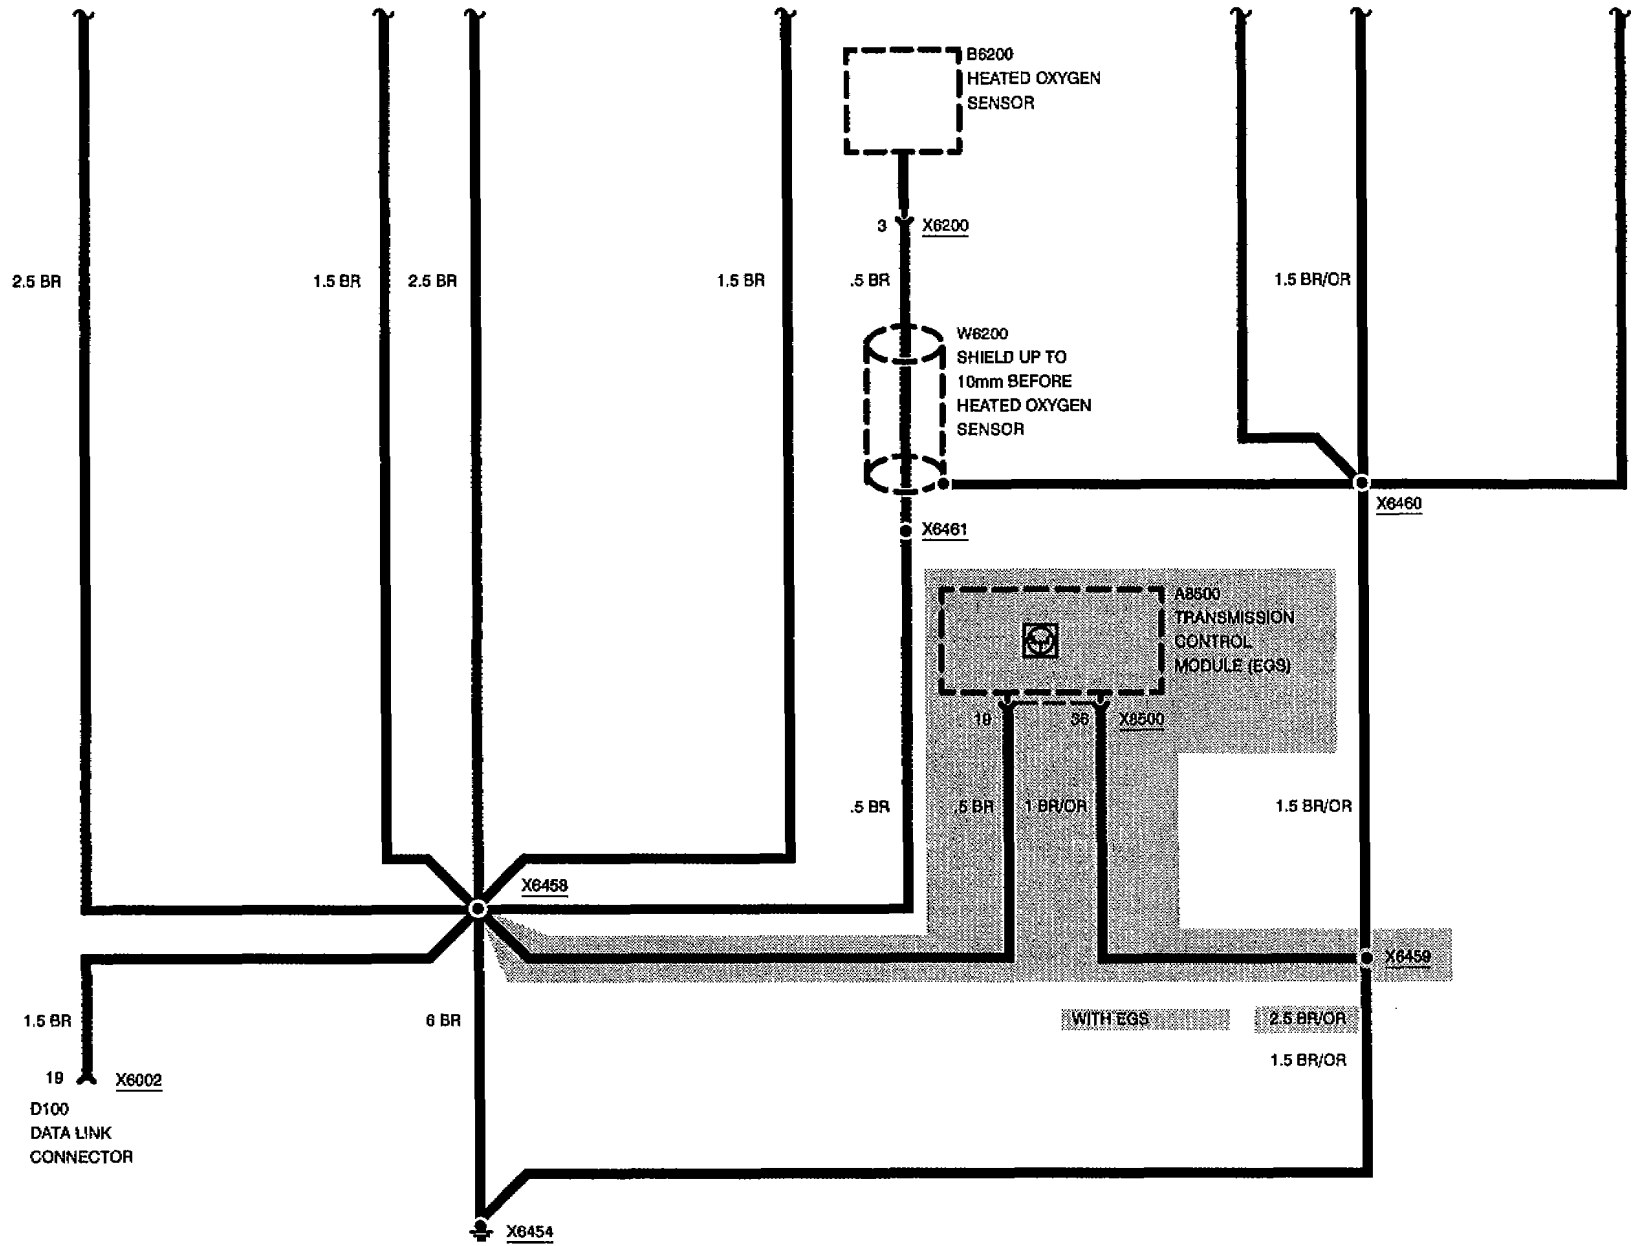 B6200
HEATED OXYGEN
SENSOR
3 X6200
2.5 BR
1.5 BR
2.5 BR
1.5 BR
.5 BR
1.5 BR/OR
W6200
SHIELD UP TO
10mm BEFORE
HEATED OXYGEN
SENSOR
X6460
X6461
A8500
TRANSMISSION
CONTROL
MODULE (EGS)
19 36 X8500
.5 BR
.5 BR
1 BR/OR
1.5 BR/OR
X6458
X6459
1.5 BR
6 BR
WITH EGS
2.5 BR/OR
1.5 BR/OR
19 X6002
D100
DATA LINK
CONNECTOR
X6454